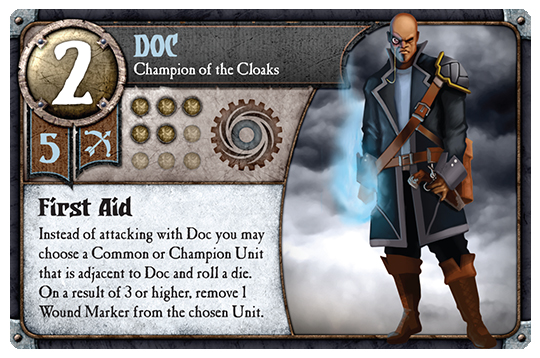 2
DOC
Champion of the Cloaks
5
First Aid
Instead of attacking with Doc you may
choose a Common or Champion Unit
that is adjacent to Doc and roll a die.
On a result of 3 or higher, remove 1
Wound Marker from the chosen Unit.